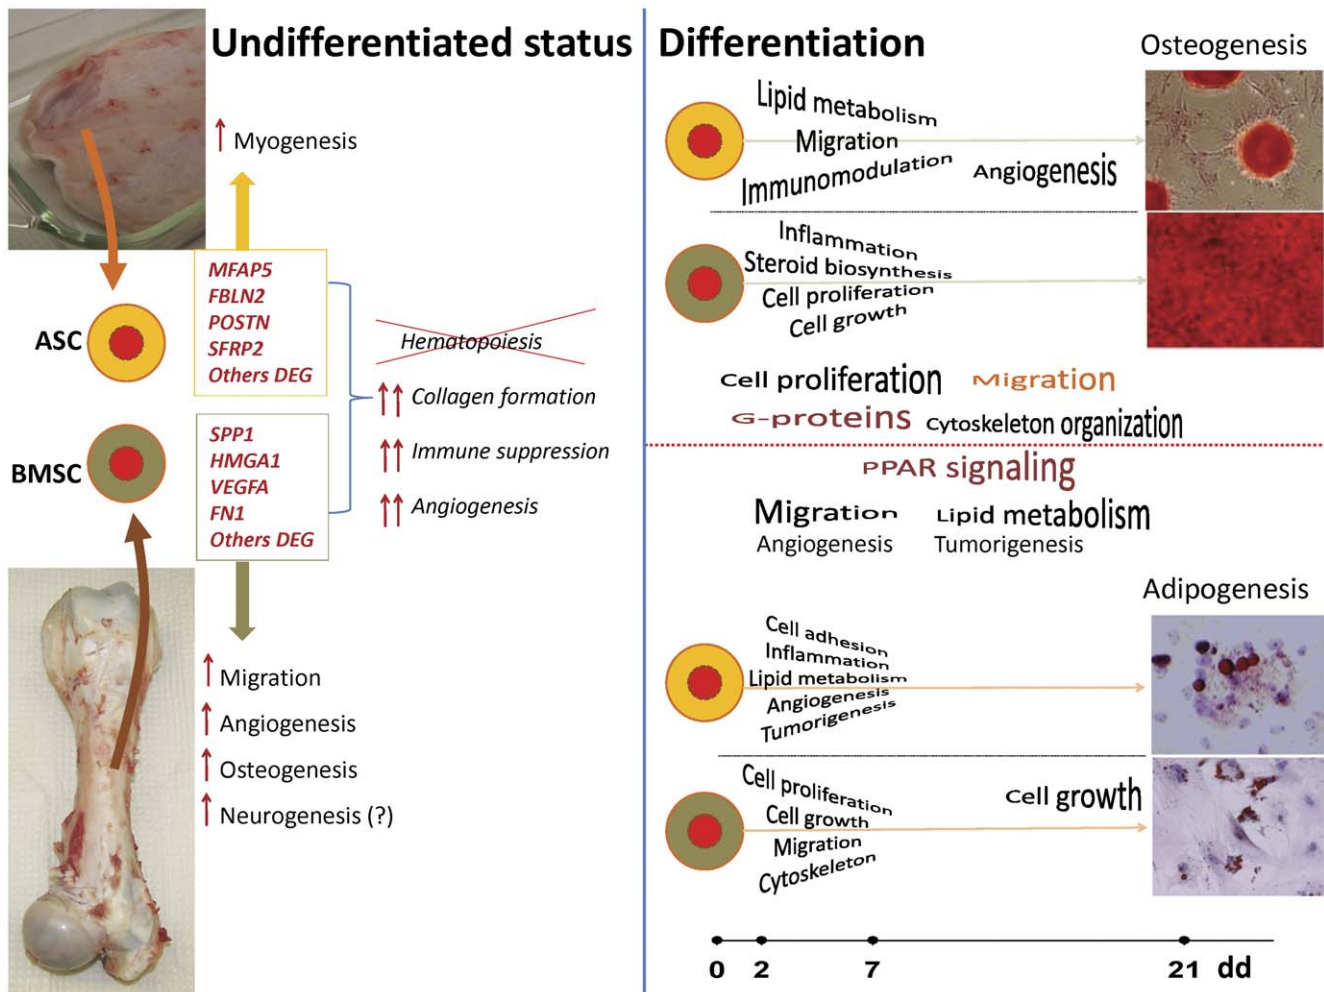 Undifferentiated status
Myogenesis
MFAP5
FBLN2
POSTN
SFRP2
Others DEG
ASC
Hematopoiesis
Collagen formation
Immune suppression
Angiogenesis
BMSC
SPP1
HMGA1
VEGFA
FN1
Others DEG
Migration
Angiogenesis
Osteogenesis
Neurogenesis (?)
Differentiation
Osteogenesis
Lipid metabolism
Migration
Immunomodulation
Angiogenesis
Inflammation
Steroid biosynthesis
Cell proliferation
Cell growth
Cell proliferation Migration
G-proteins Cytoskeleton organization
PPAR signaling
Migration Lipid metabolism
Angiogenesis Tumorigenesis
Adipogenesis
Cell adhesion
Inflammation
Lipid metabolism
Angiogenesis
Tumorigenesis
Cell proliferation
Cell growth
Migration
Cytoskeleton
Cell growth
0 2 7 21 dd